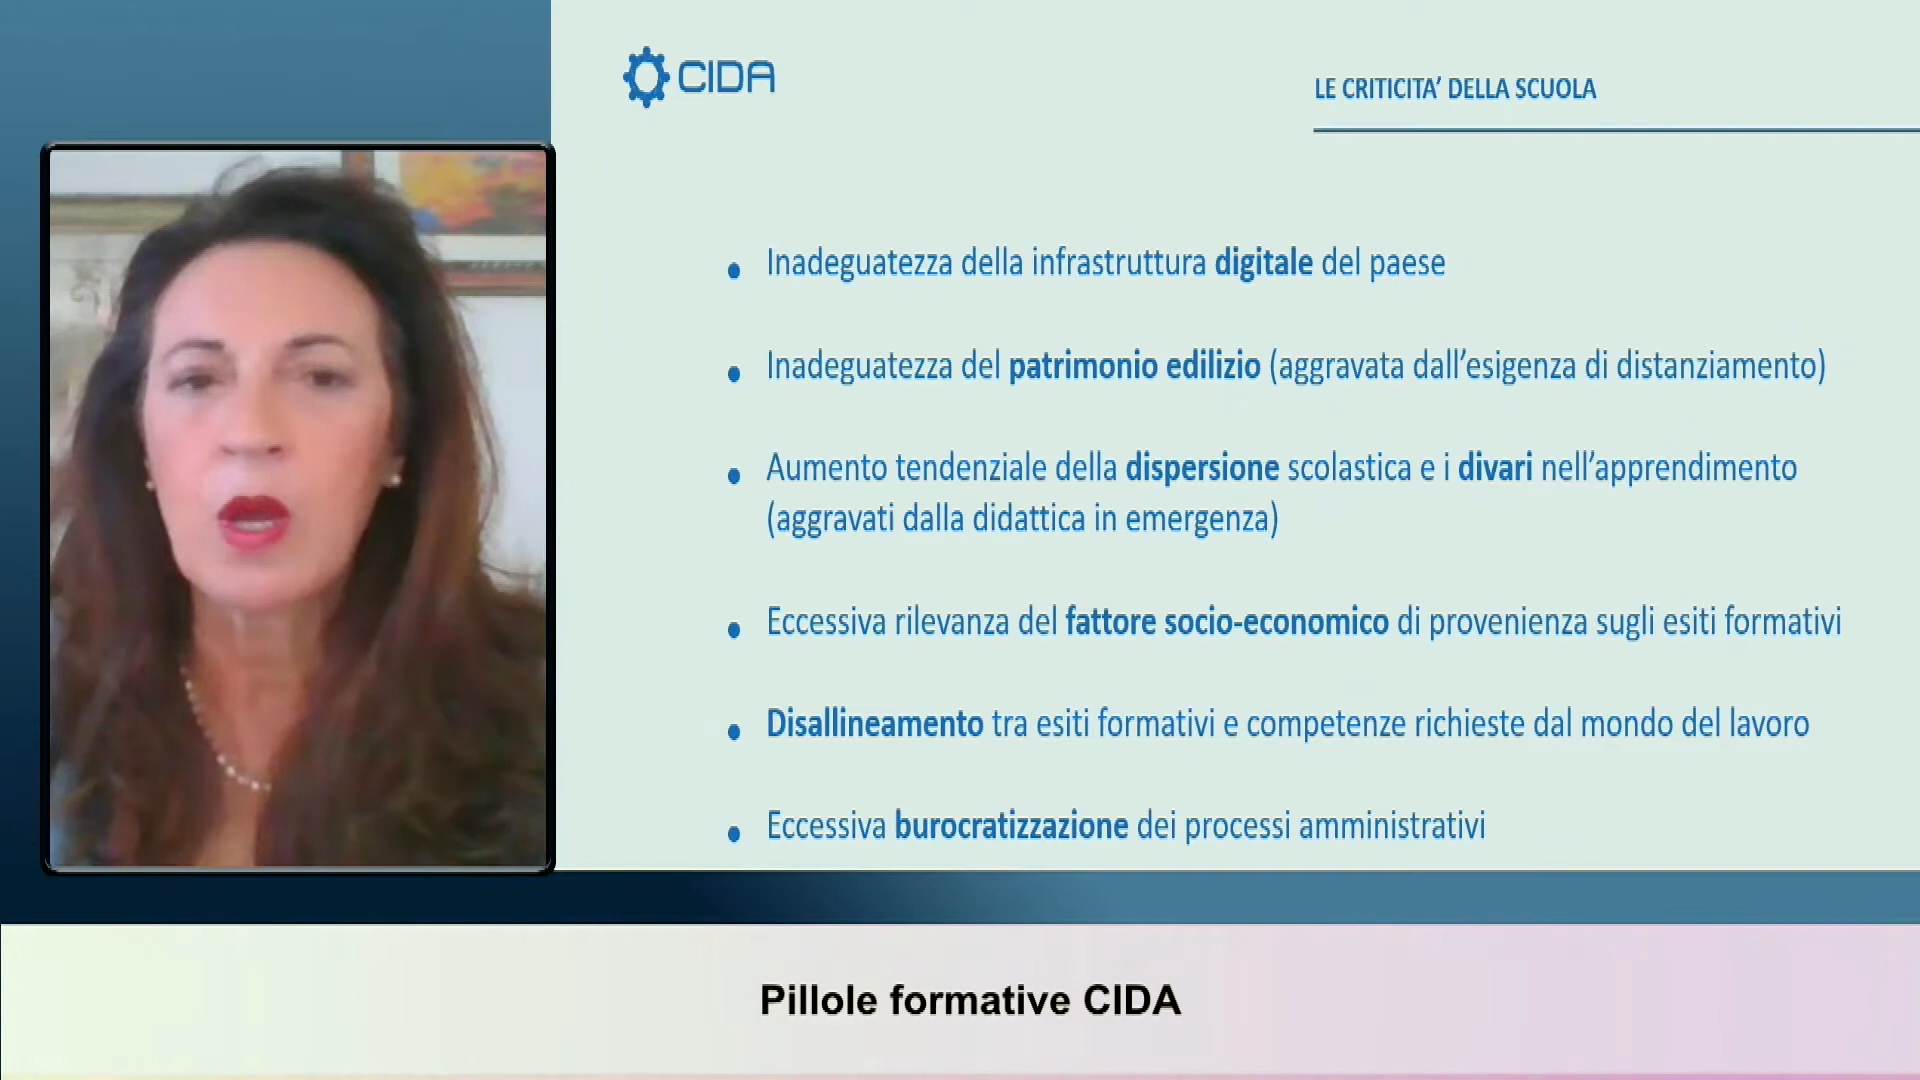 CIDA
LE CRITICITA’ DELLA SCUOLA
• Inadeguatezza della infrastruttura digitale del paese
• Inadeguatezza del patrimonio edilizio (aggravata dall’esigenza di distanziamento)
• Aumento tendenziale della dispersione scolastica e i divari nell’apprendimento
(aggravati dalla didattica in emergenza)
• Eccessiva rilevanza del fattore socio-economico di provenienza sugli esiti formativi
• Disallineamento tra esiti formativi e competenze richieste dal mondo del lavoro
• Eccessiva burocratizzazione dei processi amministrativi
Pillole formative CIDA